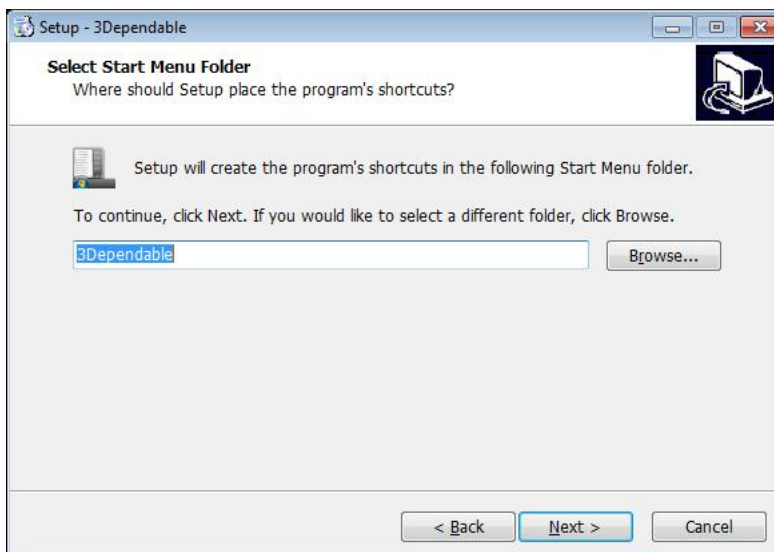 Setup - 3Dependable
Select Start Menu Folder
Where should Setup place the program's shortcuts?
Setup will create the program's shortcuts in the following Start Menu folder.
To continue, click Next. If you would like to select a different folder, click Browse.
3Dependable
Browse...
< Back
Next >
Cancel